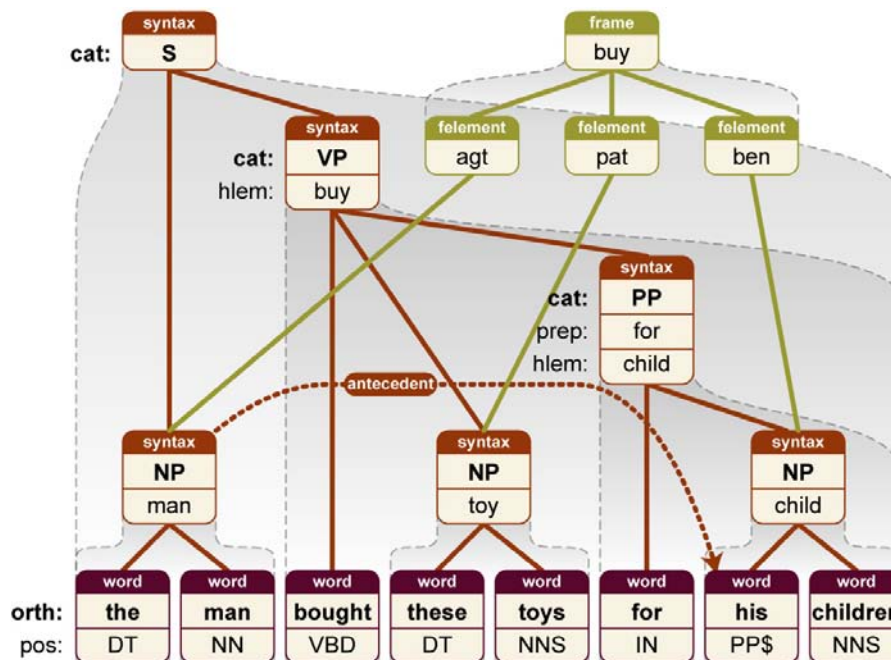 syntax frame
cat: S buy
syntax felement felement felement
cat: VP agt pat ben
hlem: buy
syntax
cat: PP
prep: for
hlem: child
antecedent
syntax syntax syntax
NP NP NP
man toy child
word word word word word word word word
orth: the man bought these toys for his children
pos: DT NN VBD DT NNS IN PP$ NNS